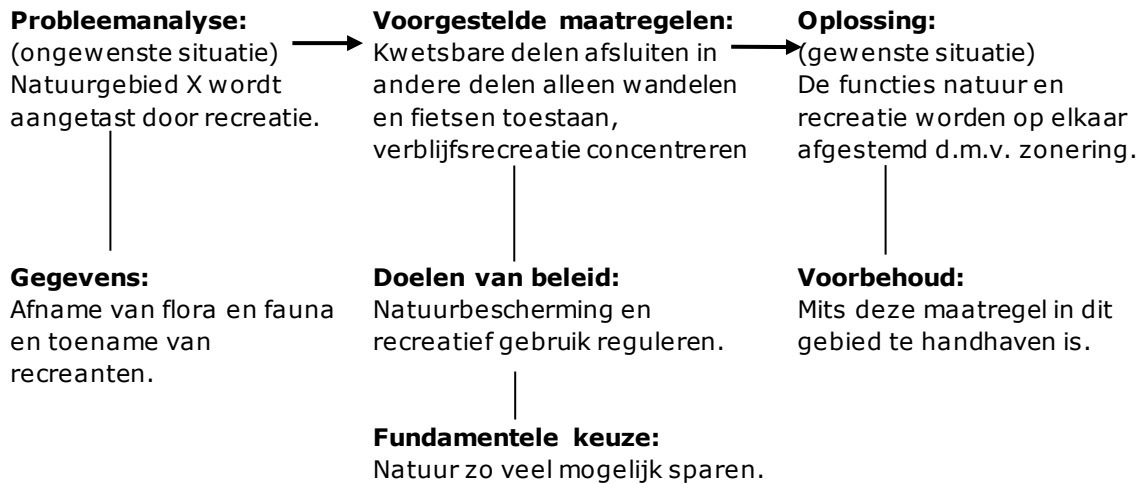 Probleemanalyse:
(ongewenste situatie)
Natuurgebied X wordt
aangetast door recreatie.
Voorgestelde maatregelen:
Kwetsbare delen afsluiten in
andere delen alleen wandelen
en fietsen toestaan,
verblijfsrecreatie concentreren
Oplossing:
(gewenste situatie)
De functies natuur en
recreatie worden op elkaar
afgestemd d.m.v. zonering.
Gegevens:
Afname van flora en fauna
en toename van
recreanten.
Doelen van beleid:
Natuurbescherming en
recreatief gebruik reguleren.
Voorbehoud:
Mits deze maatregel in dit
gebied te handhaven is.
Fundamentele keuze:
Natuur zo veel mogelijk sparen.